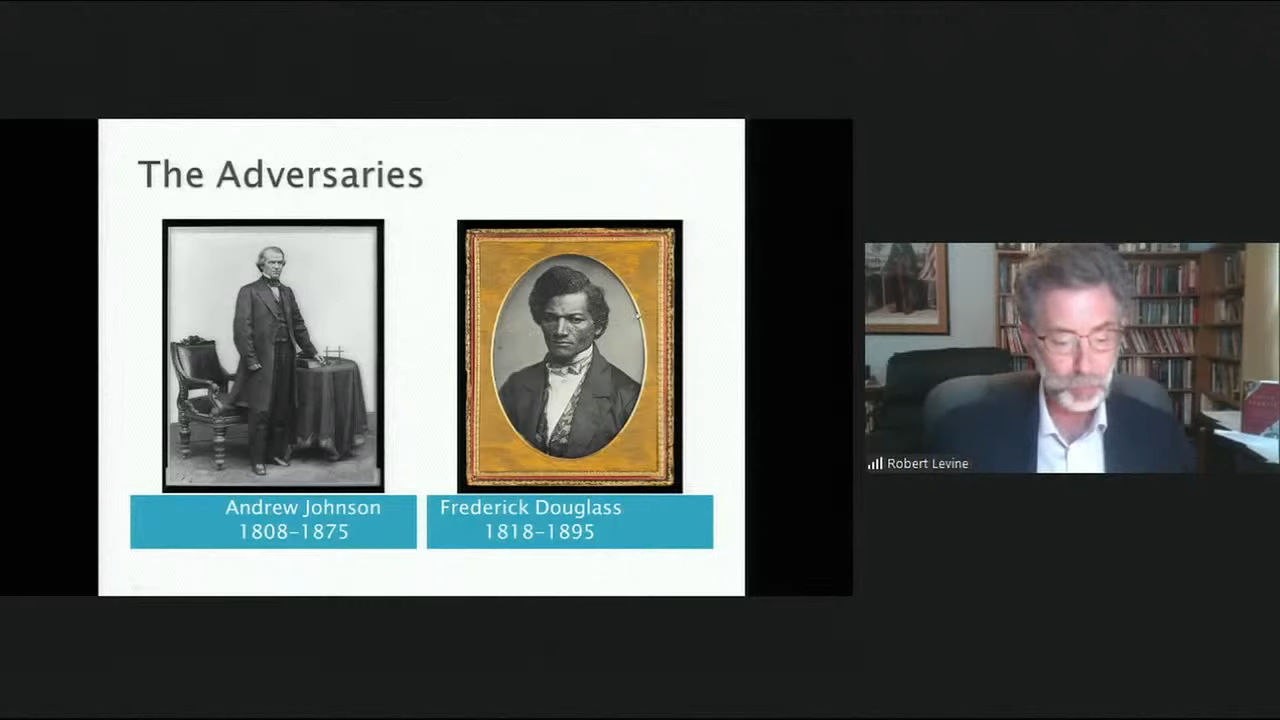 The Adversaries
Andrew Johnson
1808-1875
Frederick Douglass
1818-1895
Robert Levine